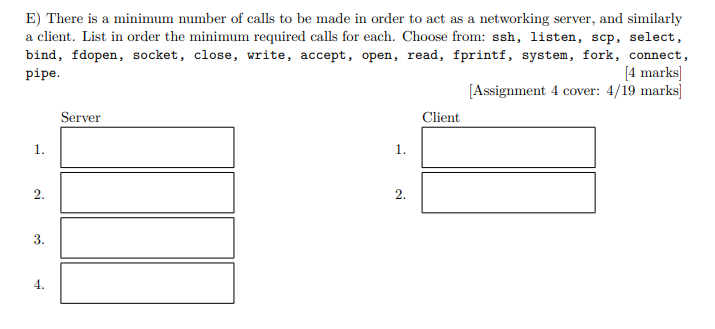 E) There is a minimum number of calls to be made in order to act as a networking server, and similarly
a client. List in order the minimum required calls for each. Choose from: ssh, listen, scp, select,
bind, fdopen, socket, close, write, accept, open, read, fprintf, system, fork, connect,
pipe. [4 marks]
[Assignment 4 cover: 4/19 marks]
Server Client
1. 1.
2. 2.
3.
4.